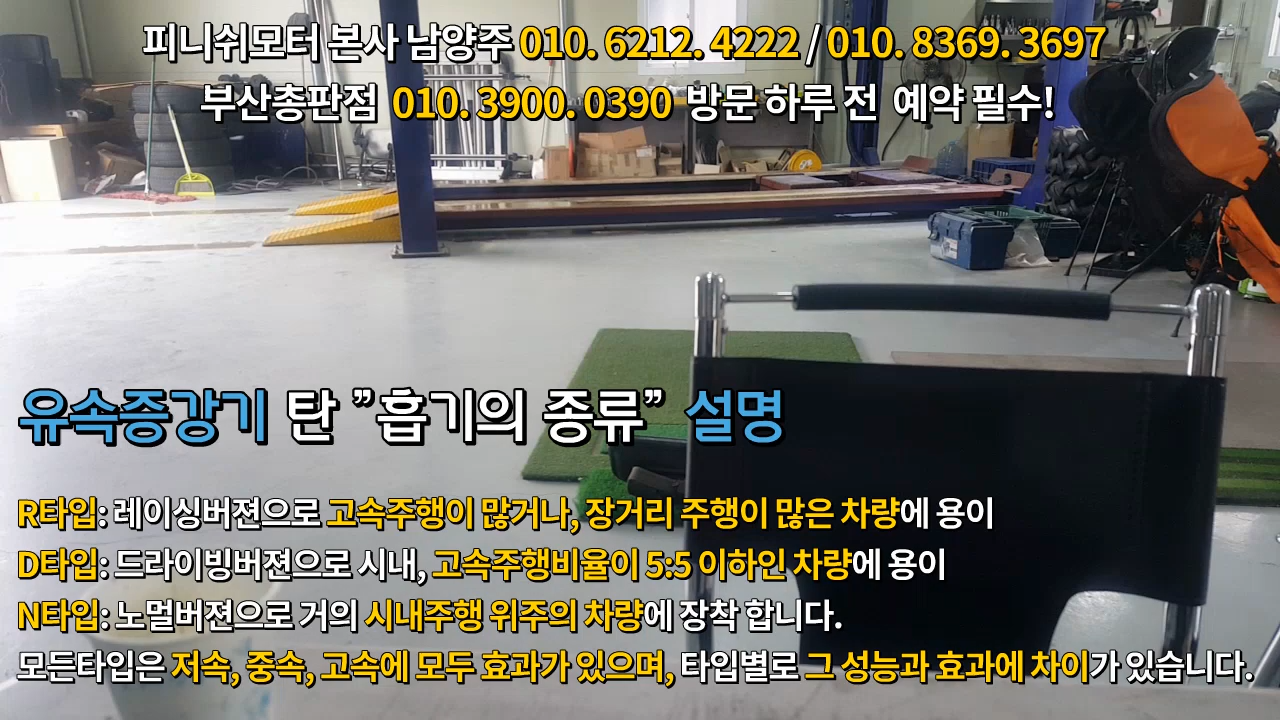 피니쉬모터 본사 남양주 010. 6212. 4222 / 010. 8369. 3697
부산총판점 010. 3900. 0390 방문 하루 전 예약 필수!
유속증강기 탄 ”흡기의 종류” 설명
R타입: 레이싱버젼으로 고속주행이 많거나, 장거리 주행이 많은 차량에 용이
D타입: 드라이빙버젼으로 시내, 고속주행비율이 5:5 이하인 차량에 용이
N타입: 노멀버젼으로 거의 시내주행 위주의 차량에 장착 합니다.
모든타입은 저속, 중속, 고속에 모두 효과가 있으며, 타입별로 그 성능과 효과에 차이가 있습니다.